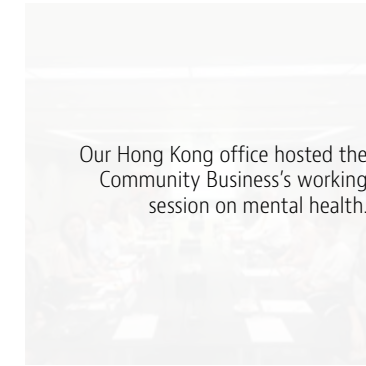 Our Hong Kong office hosted the
Community Business's working
session on mental health.